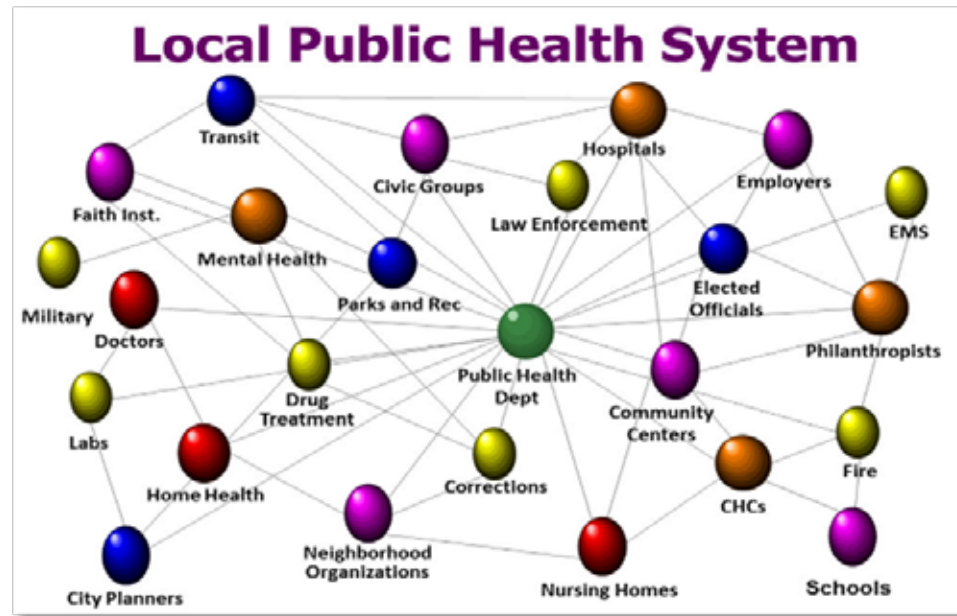 Local Public Health System
Transit
Hospitals
Civic Groups
Employers
Faith Inst.
Law Enforcement
EMS
Mental Health
Elected
Officials
Parks and Rec
Military
Doctors
Philanthropists
Public Health
Dept
Drug
Treatment
Community
Centers
Labs
Home Health
Corrections
Fire
CHCs
Neighborhood
Organizations
Nursing Homes
Schools
City Planners